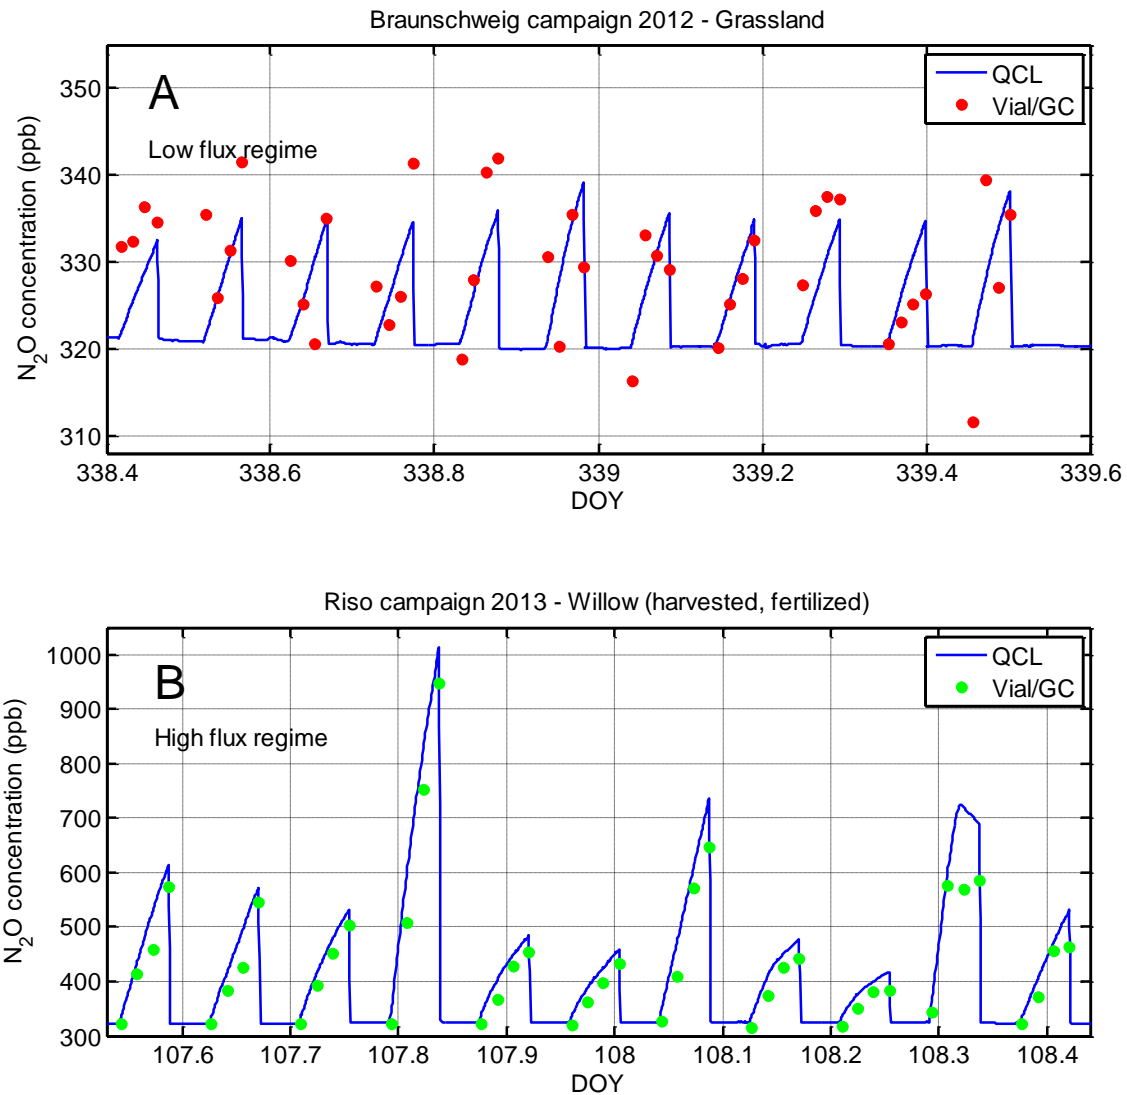 Braunschweig campaign 2012 - Grassland
A
Low flux regime
QCL
Vial/GC
N2O concentration (ppb)
350
340
330
320
310
338.4 338.6 338.8 339 339.2 339.4 339.6
DOY
Riso campaign 2013 - Willow (harvested, fertilized)
B
High flux regime
QCL
Vial/GC
N2O concentration (ppb)
1000
900
800
700
600
500
400
300
107.6 107.7 107.8 107.9 108 108.1 108.2 108.3 108.4
DOY